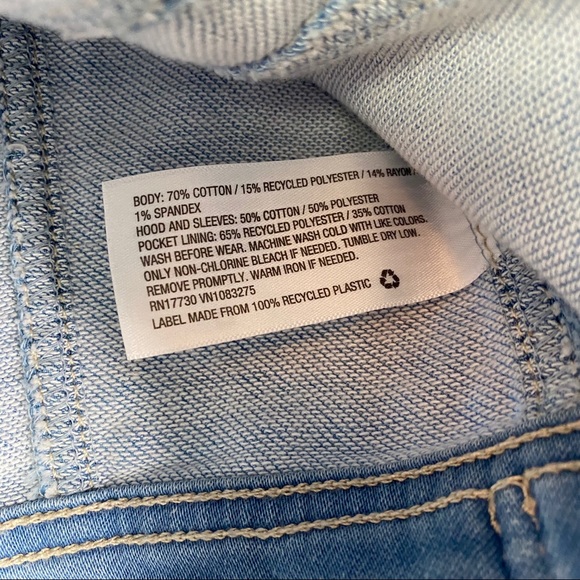 BODY: 70% COTTON / 15% RECYCLED POLYESTER / 14% RAYON /
1% SPANDEX
HOOD AND SLEEVES: 50% COTTON / 50% POLYESTER
POCKET LINING: 65% RECYCLED POLYESTER / 35% COTTON
WASH BEFORE WEAR. MACHINE WASH COLD WITH LIKE COLORS.
ONLY NON-CHLORINE BLEACH IF NEEDED. TUMBLE DRY LOW.
REMOVE PROMPTLY. WARM IRON IF NEEDED.
RN17730 VN1083275
LABEL MADE FROM 100% RECYCLED PLASTIC